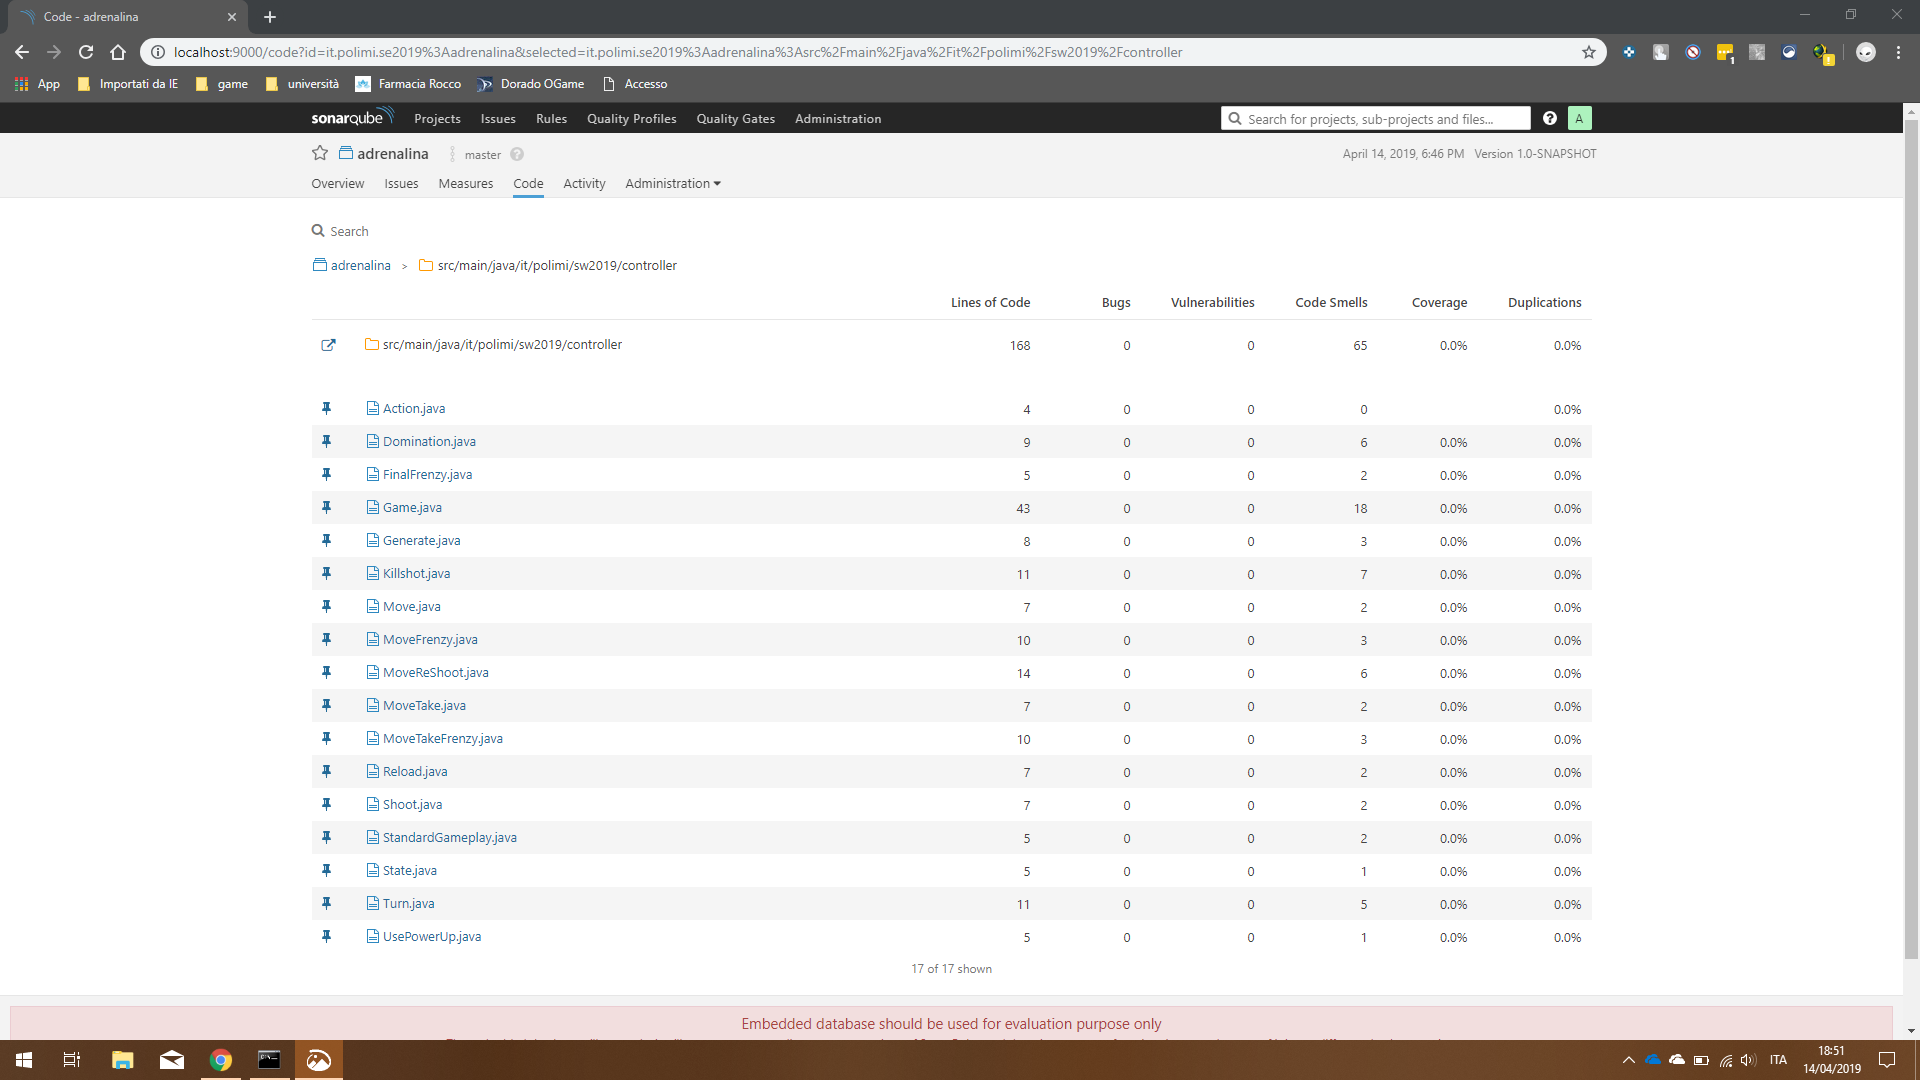 Code - adrenalina
localhost:9000/code?id=it.polimi.se2019%3Aadrenalina&selected=it.polimi.se2019%3Aadrenalina%3Asrc%2Fmain%2Fjava%2Fit%2Fpolimi%2Fsw2019%2Fcontroller
App Importati da IE game università Farmacia Rocco Dorado OGame Accesso
sonarqube Projects Issues Rules Quality Profiles Quality Gates Administration Search for projects, sub-projects and files... ? A
adrenalina master ? April 14, 2019, 6:46 PM Version 1.0-SNAPSHOT
Overview Issues Measures Code Activity Administration
Search
adrenalina > src/main/java/it/polimi/sw2019/controller
Lines of Code Bugs Vulnerabilities Code Smells Coverage Duplications
src/main/java/it/polimi/sw2019/controller 168 0 0 65 0.0% 0.0%
Action.java 4 0 0 0 0.0%
Domination.java 9 0 0 6 0.0% 0.0%
FinalFrenzy.java 5 0 0 2 0.0% 0.0%
Game.java 43 0 0 18 0.0% 0.0%
Generate.java 8 0 0 3 0.0% 0.0%
Killshot.java 11 0 0 7 0.0% 0.0%
Move.java 7 0 0 2 0.0% 0.0%
MoveFrenzy.java 10 0 0 3 0.0% 0.0%
MoveReShoot.java 14 0 0 6 0.0% 0.0%
MoveTake.java 7 0 0 2 0.0% 0.0%
MoveTakeFrenzy.java 10 0 0 3 0.0% 0.0%
Reload.java 7 0 0 2 0.0% 0.0%
Shoot.java 7 0 0 2 0.0% 0.0%
StandardGameplay.java 5 0 0 2 0.0% 0.0%
State.java 5 0 0 1 0.0% 0.0%
Turn.java 11 0 0 5 0.0% 0.0%
UsePowerUp.java 5 0 0 1 0.0% 0.0%
17 of 17 shown
Embedded database should be used for evaluation purpose only
ITA 18:51
14/04/2019